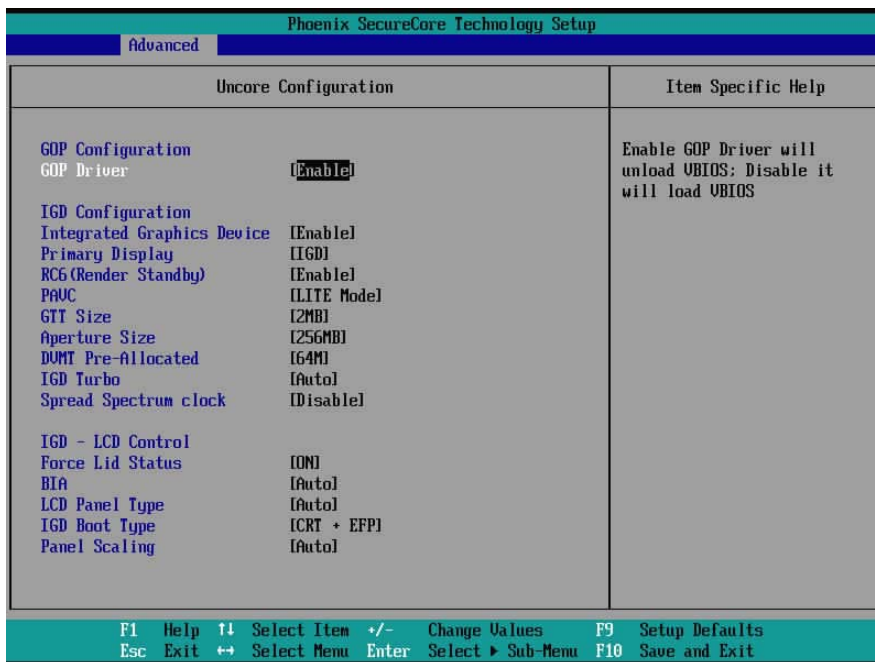 Phoenix SecureCore Technology Setup
Advanced
Uncore Configuration
Item Specific Help
GOP Configuration
GOP Driver [Enable]
IGD Configuration
Integrated Graphics Device [Enable]
Primary Display [IGD]
RC6(Render Standby) [Enable]
PAVC [LITE Mode]
GTT Size [2MB]
Aperture Size [256MB]
DVMT Pre-Allocated [64M]
IGD Turbo [Auto]
Spread Spectrum clock [Disable]
IGD - LCD Control
Force Lid Status [ON]
BIA [Auto]
LCD Panel Type [Auto]
IGD Boot Type [CRT + EFP]
Panel Scaling [Auto]
Enable GOP Driver will
unload VBIOS; Disable it
will load VBIOS
F1 Help ↑↓ Select Item +/- Change Values F9 Setup Defaults
Esc Exit ↔ Select Menu Enter Select ▶ Sub-Menu F10 Save and Exit